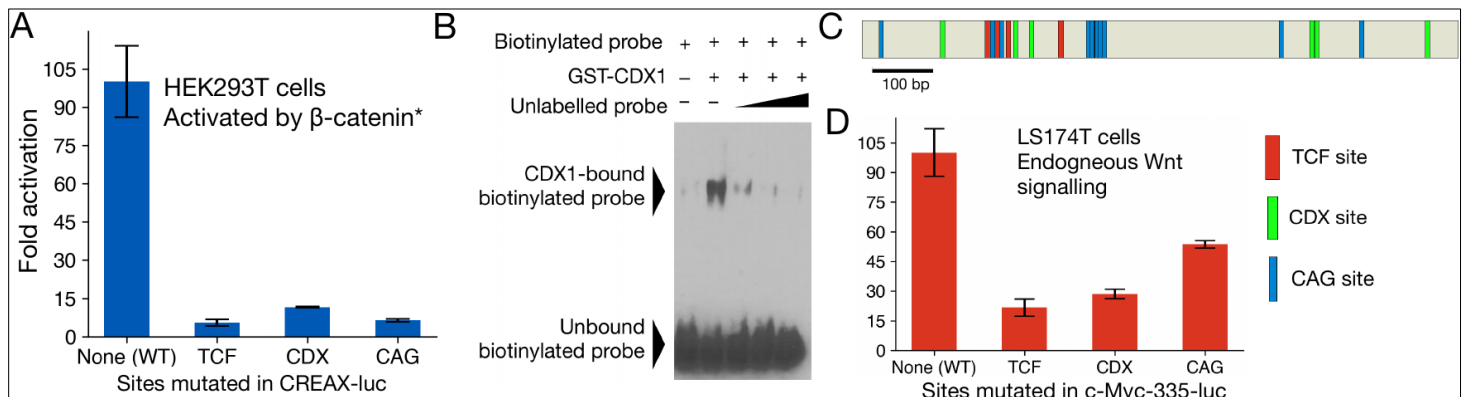 A
105
90
75
60
45
30
15
0
Fold activation
HEK293T cells
Activated by β-catenin*
None (WT) TCF CDX CAG
Sites mutated in CREAX-luc
B
Biotinylated probe + + + + +
GST-CDX1 − + + + +
Unlabelled probe − −
CDX1-bound
biotinylated probe
Unbound
biotinylated probe
C
100 bp
D
105
90
75
60
45
30
15
0
LS174T cells
Endogneous Wnt
signalling
None (WT) TCF CDX CAG
Sites mutated in c-Myc-335-luc
TCF site
CDX site
CAG site